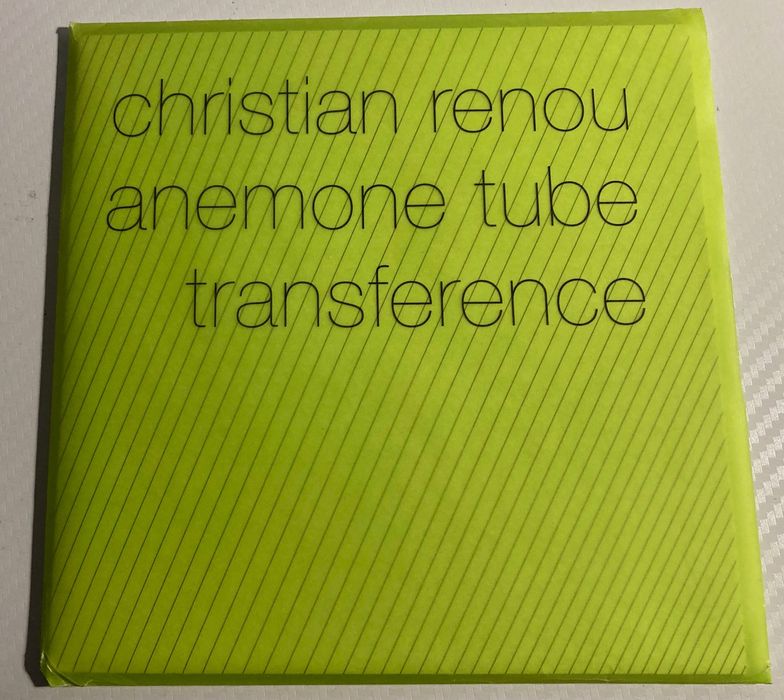 christian renou
anemone tube
transference